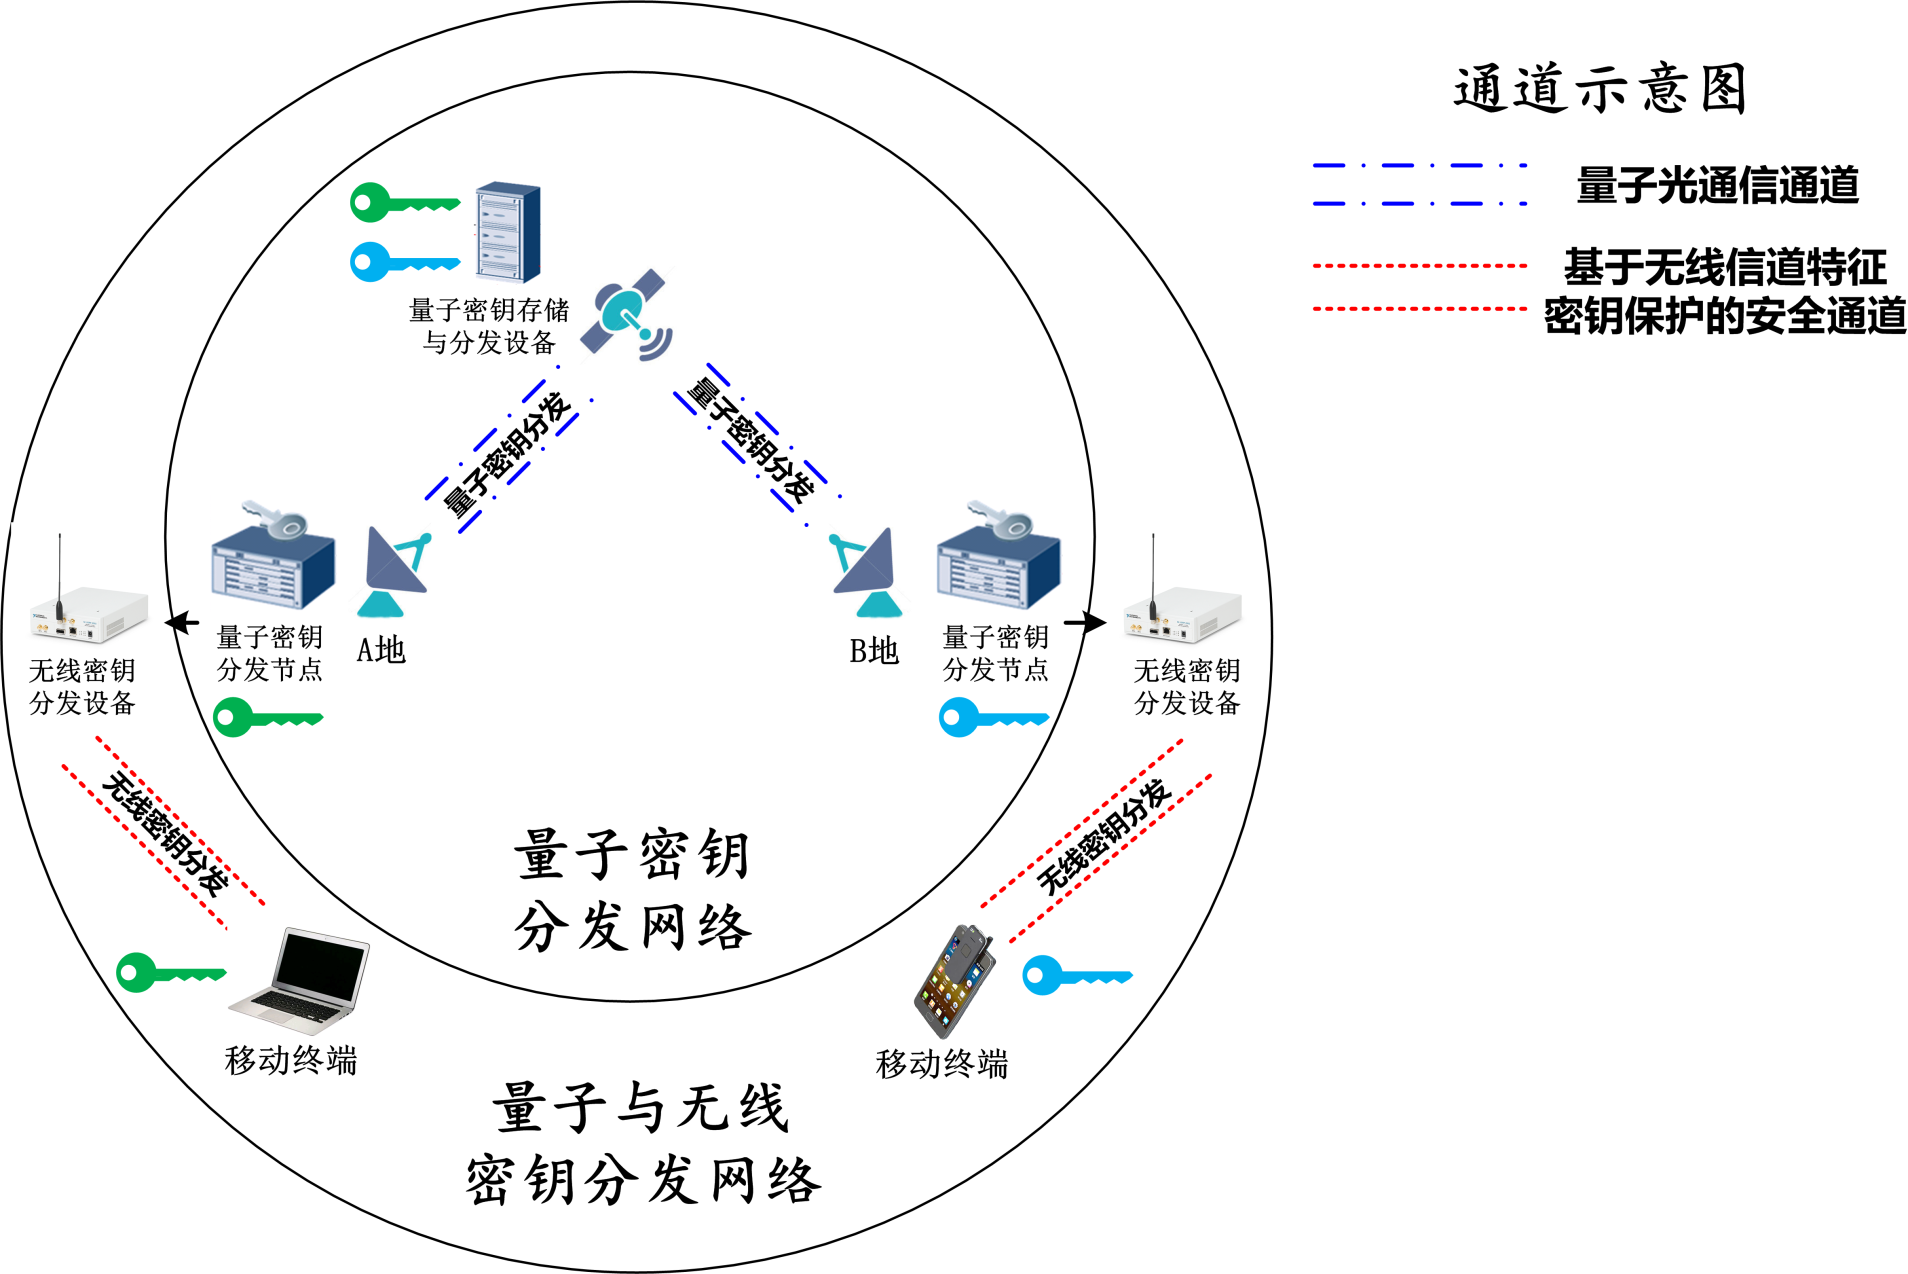 通道示意图
量子光通信通道
基于无线信道特征
密钥保护的安全通道
量子密钥存储
与分发设备
量子密钥分发
量子密钥分发
量子密钥
分发节点
A地
B地
量子密钥
分发节点
无线密钥
分发设备
无线密钥
分发设备
无线密钥分发
无线密钥分发
量子密钥
分发网络
移动终端
移动终端
量子与无线
密钥分发网络